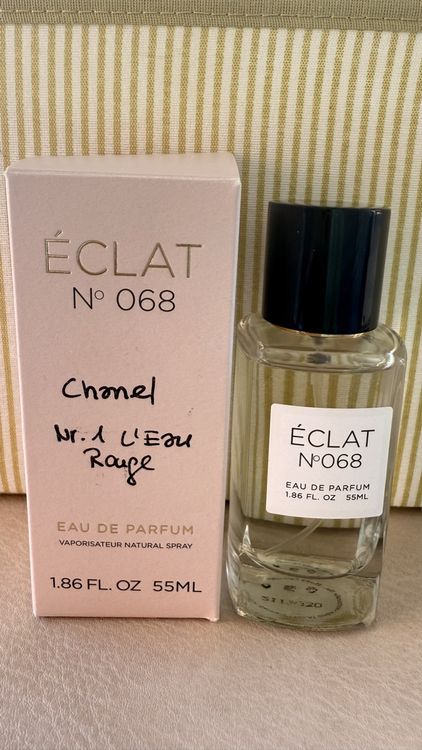 ÉCLAT
Nº 068
Chanel
Nr. 1 L'Eau
Rouge
EAU DE PARFUM
VAPORISATEUR NATURAL SPRAY
1.86 FL. OZ 55ML
ÉCLAT
Nº068
EAU DE PARFUM
1.86 FL. OZ 55ML